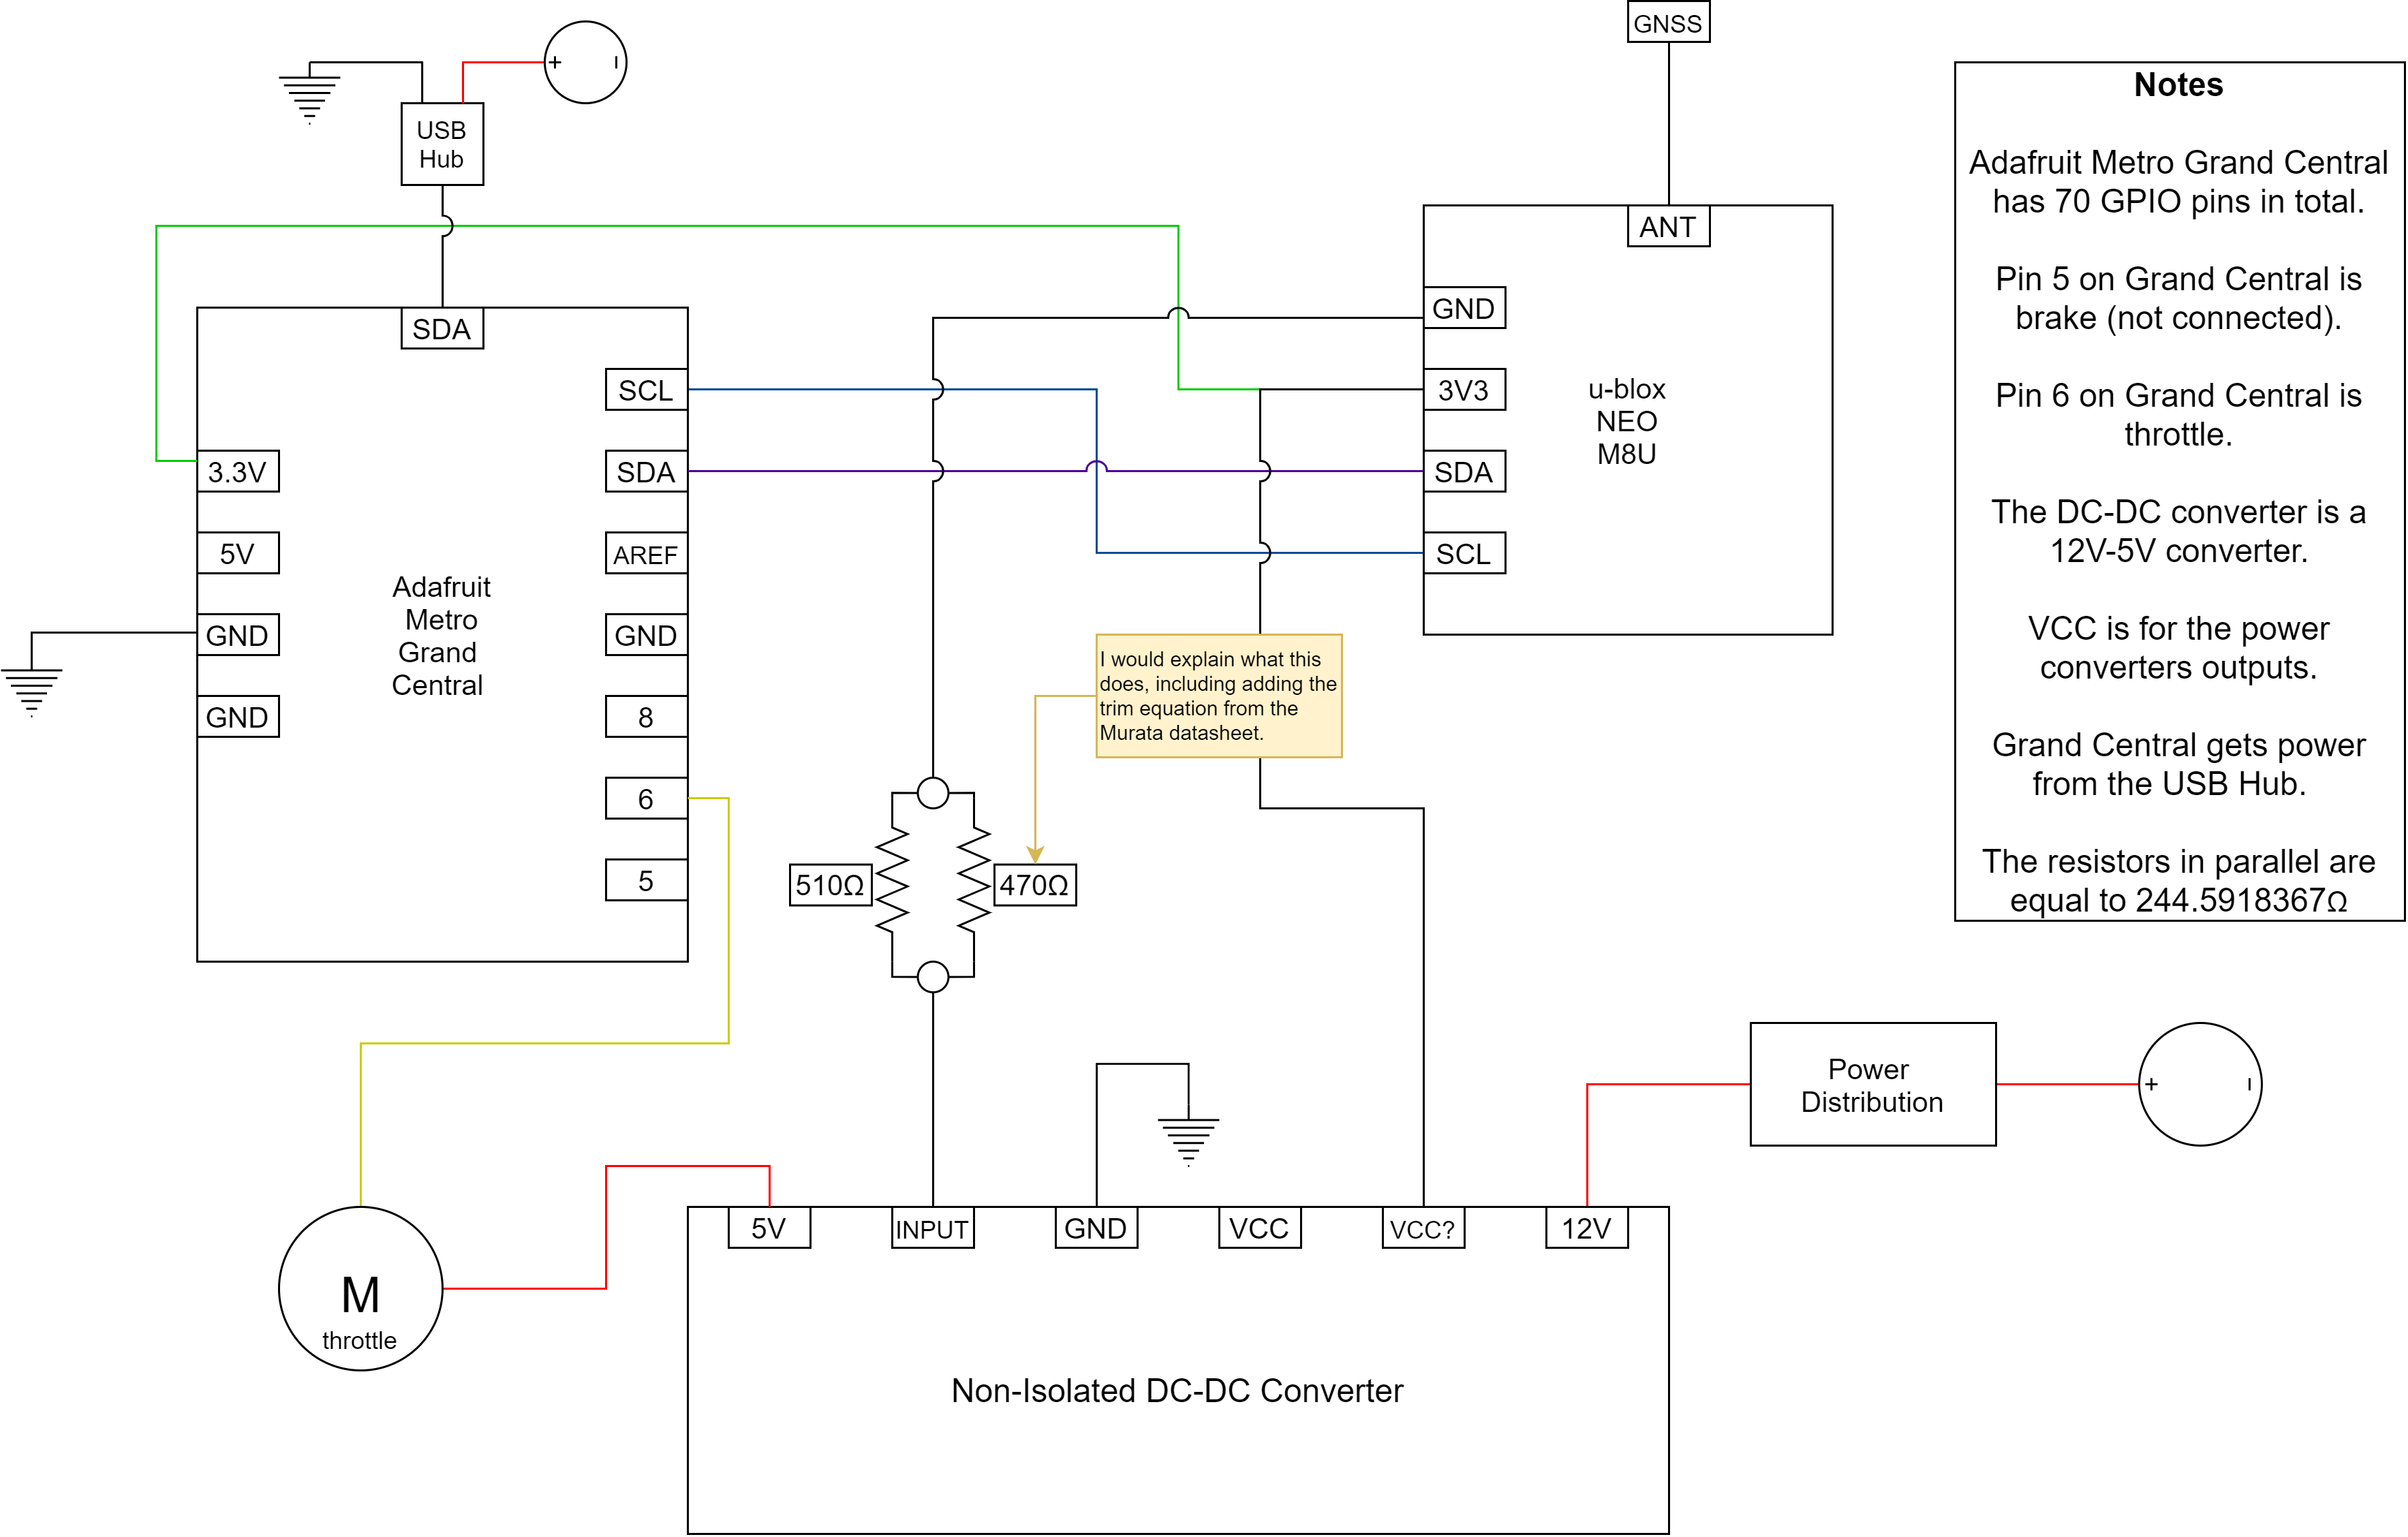 GNSS
+
-
USB
Hub
Notes
Adafruit Metro Grand Central
has 70 GPIO pins in total.
Pin 5 on Grand Central is
brake (not connected).
Pin 6 on Grand Central is
throttle.
The DC-DC converter is a
12V-5V converter.
VCC is for the power
converters outputs.
Grand Central gets power
from the USB Hub.
The resistors in parallel are
equal to 244.5918367Ω
ANT
GND
3V3
SDA
SCL
u-blox
NEO
M8U
SDA
SCL
SDA
AREF
GND
8
6
5
3.3V
5V
GND
GND
Adafruit
Metro
Grand
Central
I would explain what this
does, including adding the
trim equation from the
Murata datasheet.
510Ω
470Ω
Power
Distribution
+
-
M
throttle
5V
INPUT
GND
VCC
VCC?
12V
Non-Isolated DC-DC Converter